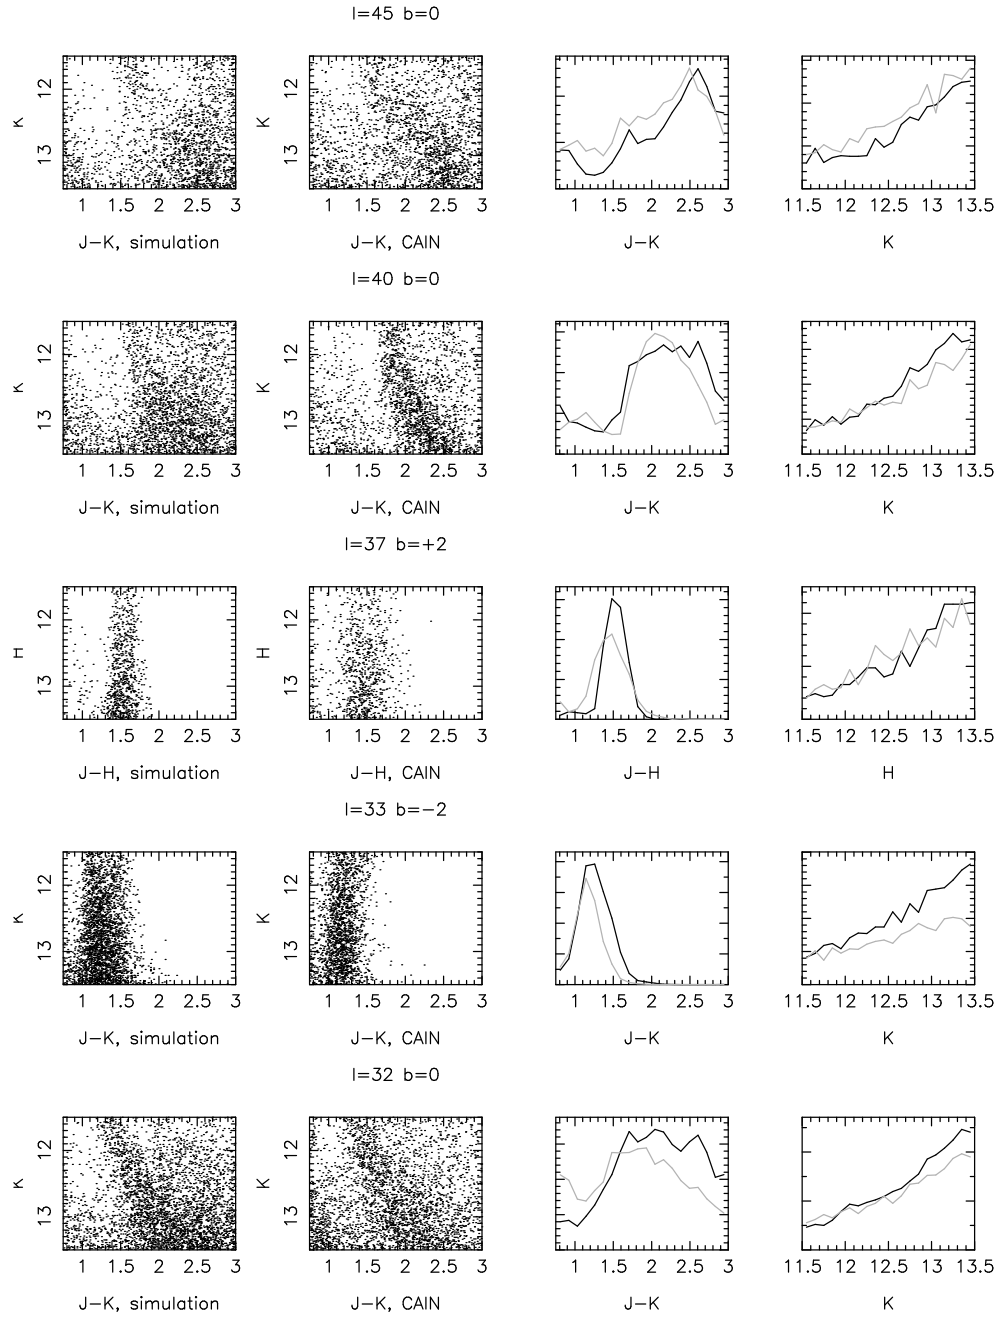 l=45 b=0
K 12 13 K 12 13
1 1.5 2 2.5 3 1 1.5 2 2.5 3 1 1.5 2 2.5 3 11.5 12 12.5 13 13.5
J−K, simulation J−K, CAIN J−K K
l=40 b=0
K 12 13 K 12 13
1 1.5 2 2.5 3 1 1.5 2 2.5 3 1 1.5 2 2.5 3 11.5 12 12.5 13 13.5
J−K, simulation J−K, CAIN J−K K
l=37 b=+2
H 12 13 H 12 13
1 1.5 2 2.5 3 1 1.5 2 2.5 3 1 1.5 2 2.5 3 11.5 12 12.5 13 13.5
J−H, simulation J−H, CAIN J−H H
l=33 b=−2
K 12 13 K 12 13
1 1.5 2 2.5 3 1 1.5 2 2.5 3 1 1.5 2 2.5 3 11.5 12 12.5 13 13.5
J−K, simulation J−K, CAIN J−K K
l=32 b=0
K 12 13 K 12 13
1 1.5 2 2.5 3 1 1.5 2 2.5 3 1 1.5 2 2.5 3 11.5 12 12.5 13 13.5
J−K, simulation J−K, CAIN J−K K